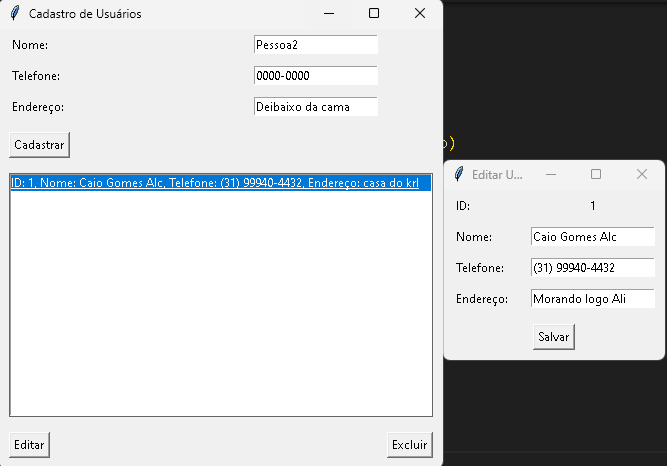 Cadastro de Usuários
Nome: Pessoa2
Telefone: 0000-0000
Endereço: Deibaixo da cama
Cadastrar
ID: 1, Nome: Caio Gomes Alc, Telefone: (31) 99940-4432, Endereço: casa do krl
Editar
Excluir
)
Editar U...
ID: 1
Nome: Caio Gomes Alc
Telefone: (31) 99940-4432
Endereço: Morando logo Ali
Salvar